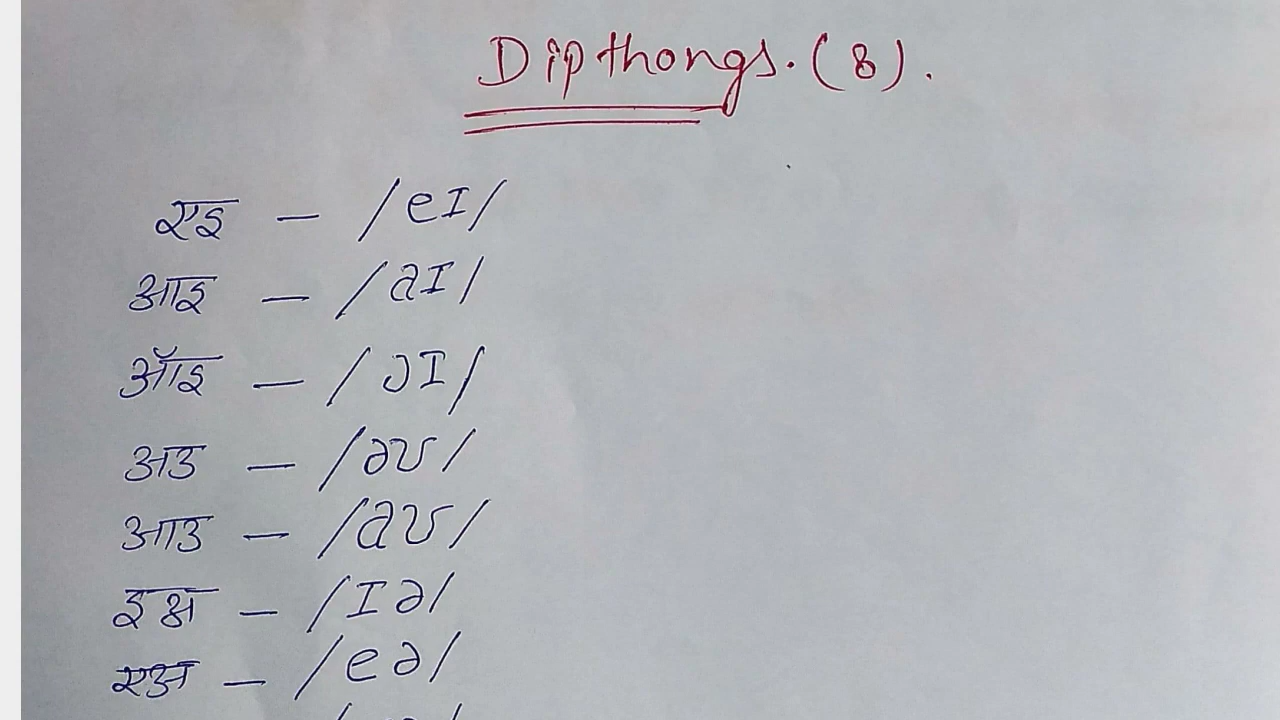 Dipthongs. (8).
एइ – /eɪ/
आइ – /aɪ/
ऑइ – /ɔɪ/
अउ – /əʊ/
आउ – /aʊ/
इअ – /ɪə/
एअ – /eə/